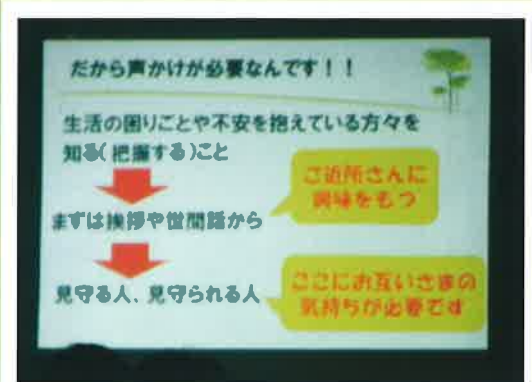 だから声かけが必要なんです！！
生活の困りごとや不安を抱えている方々を
知る(把握する)こと
ご近所さんに
興味をもつ
まずは挨拶や世間話から
ここにお互いさまの
気持ちが必要です
見守る人、見守られる人